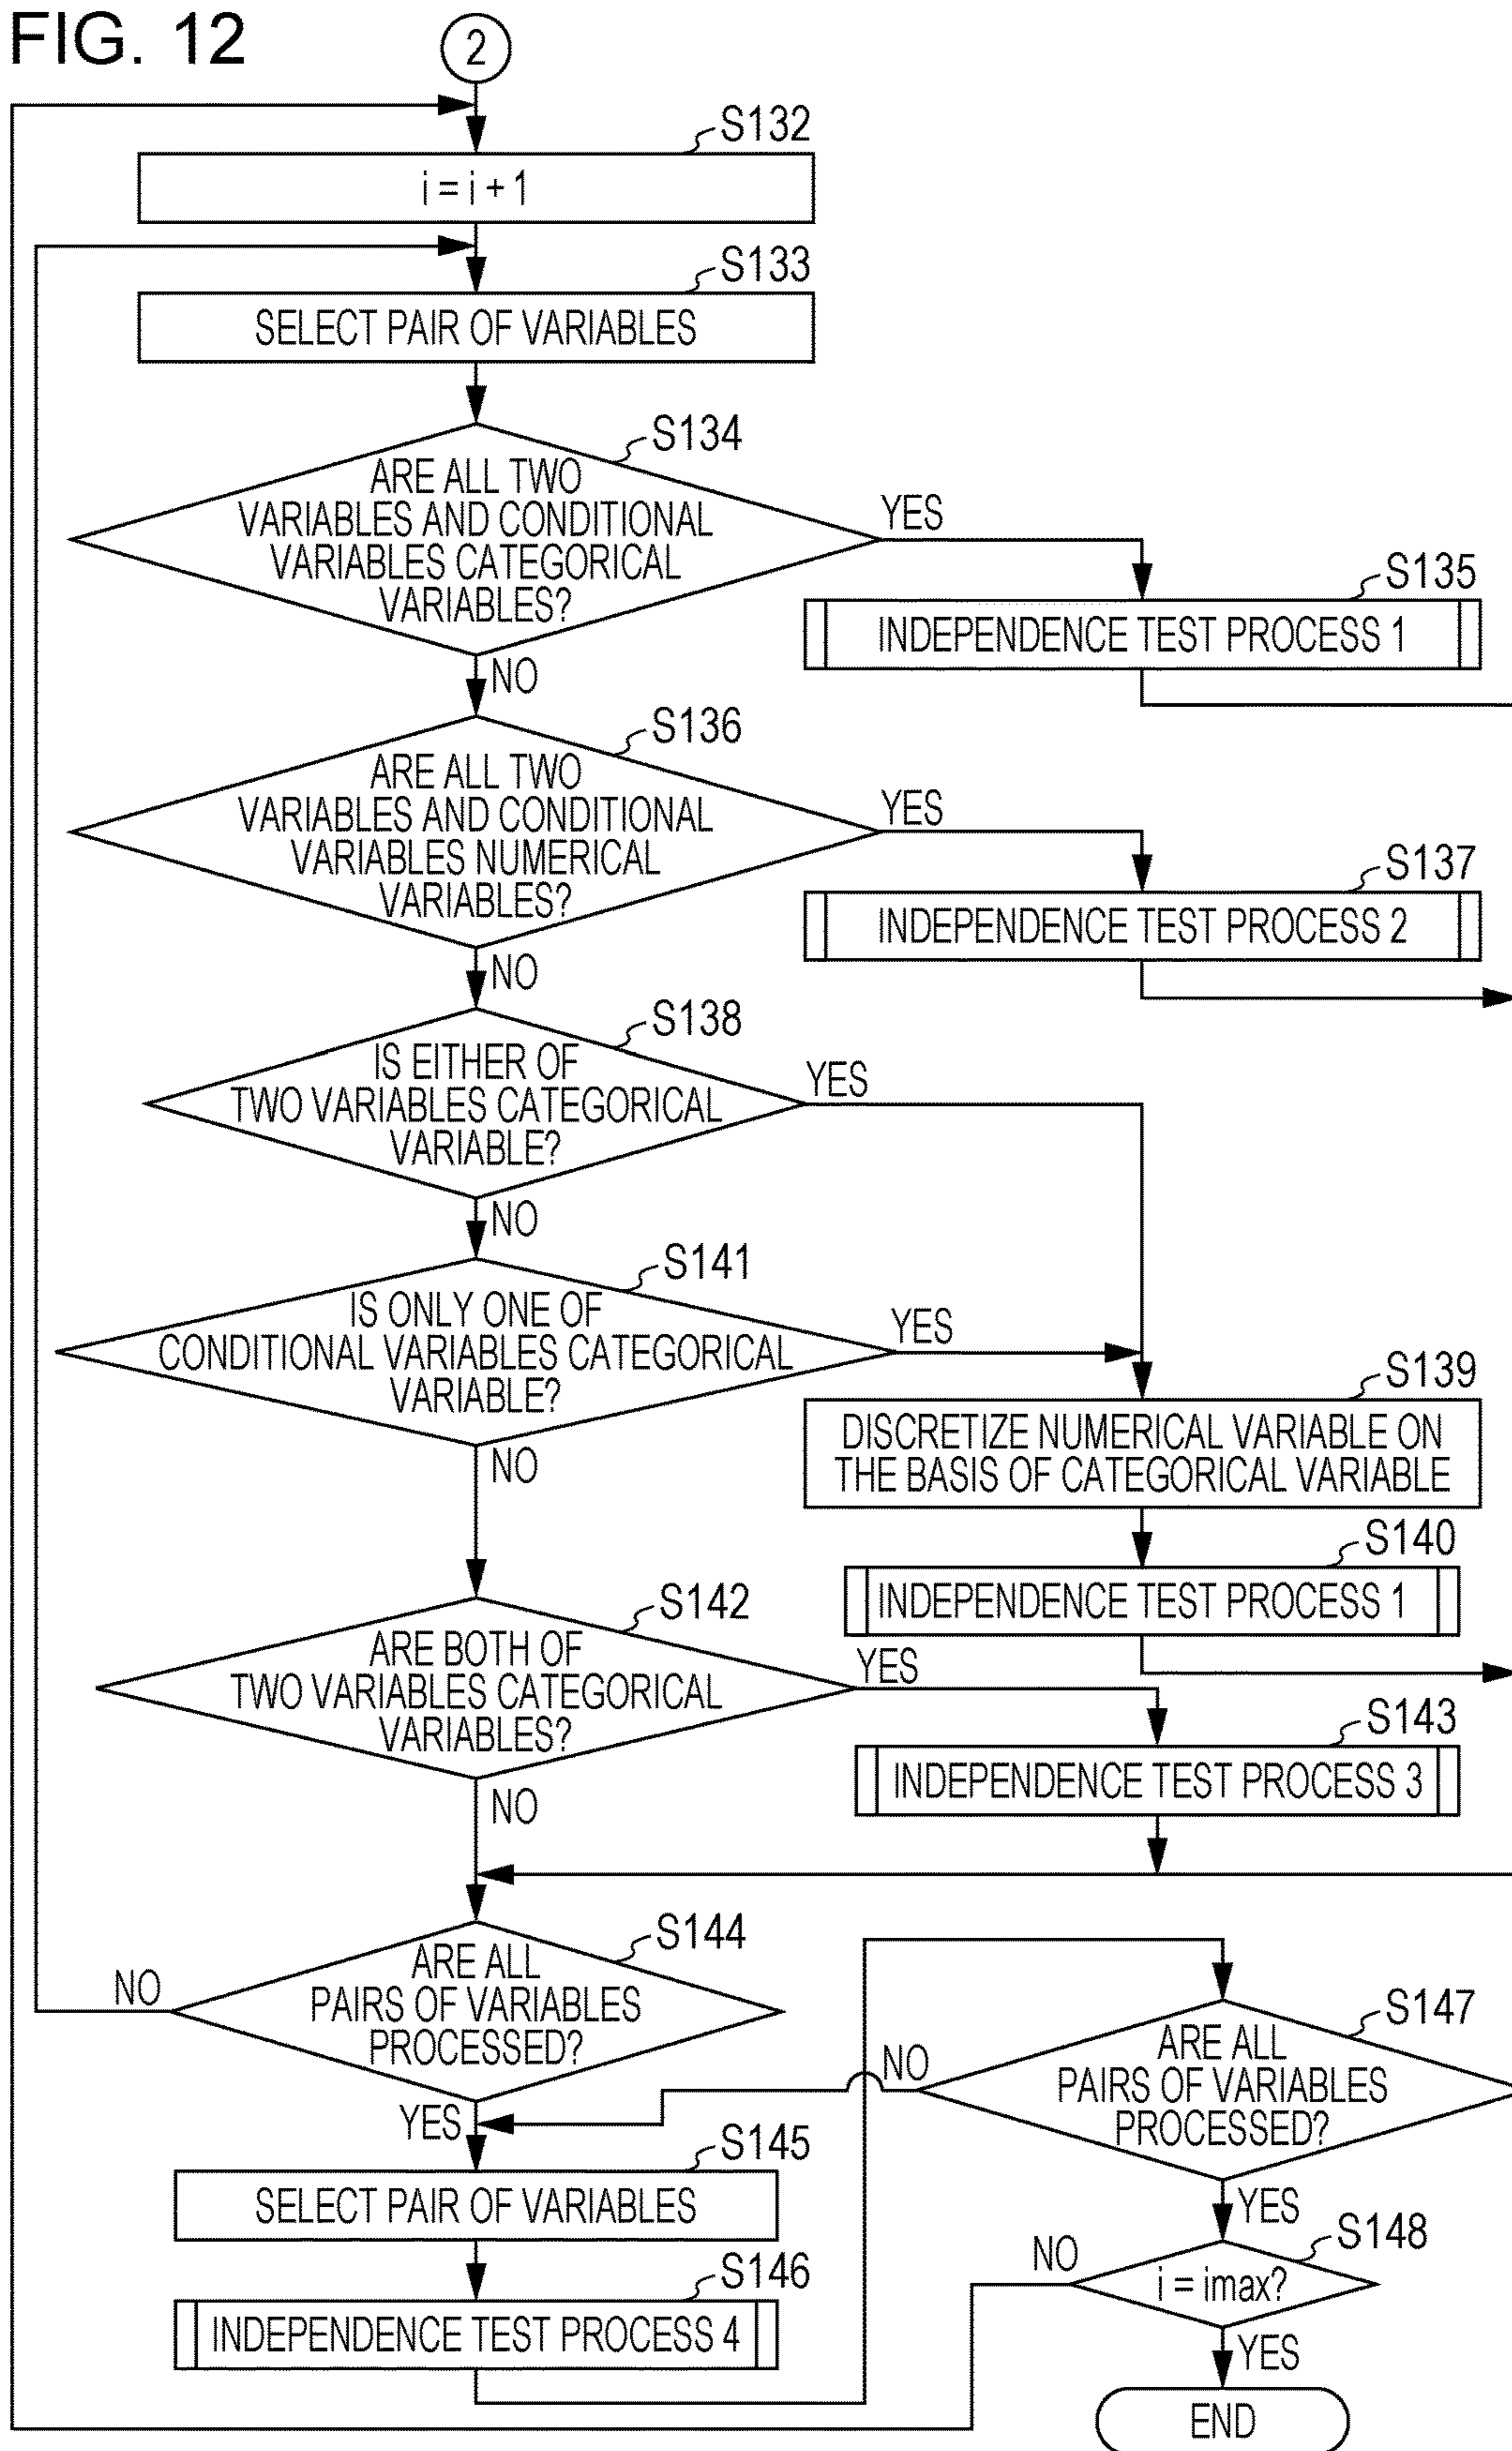 FIG. 12
2
S132
i = i + 1
S133
SELECT PAIR OF VARIABLES
S134
ARE ALL TWO
VARIABLES AND CONDITIONAL
VARIABLES CATEGORICAL
VARIABLES?
YES
S135
INDEPENDENCE TEST PROCESS 1
NO
S136
ARE ALL TWO
VARIABLES AND CONDITIONAL
VARIABLES NUMERICAL
VARIABLES?
YES
S137
INDEPENDENCE TEST PROCESS 2
NO
S138
IS EITHER OF
TWO VARIABLES CATEGORICAL
VARIABLE?
YES
NO
S141
IS ONLY ONE OF
CONDITIONAL VARIABLES CATEGORICAL
VARIABLE?
YES
S139
DISCRETIZE NUMERICAL VARIABLE ON
THE BASIS OF CATEGORICAL VARIABLE
NO
S140
INDEPENDENCE TEST PROCESS 1
S142
ARE BOTH OF
TWO VARIABLES CATEGORICAL
VARIABLES?
YES
S143
INDEPENDENCE TEST PROCESS 3
NO
S144
ARE ALL
PAIRS OF VARIABLES
PROCESSED?
NO
YES
S145
SELECT PAIR OF VARIABLES
S146
INDEPENDENCE TEST PROCESS 4
S147
ARE ALL
PAIRS OF VARIABLES
PROCESSED?
NO
YES
S148
i = imax?
NO
YES
END